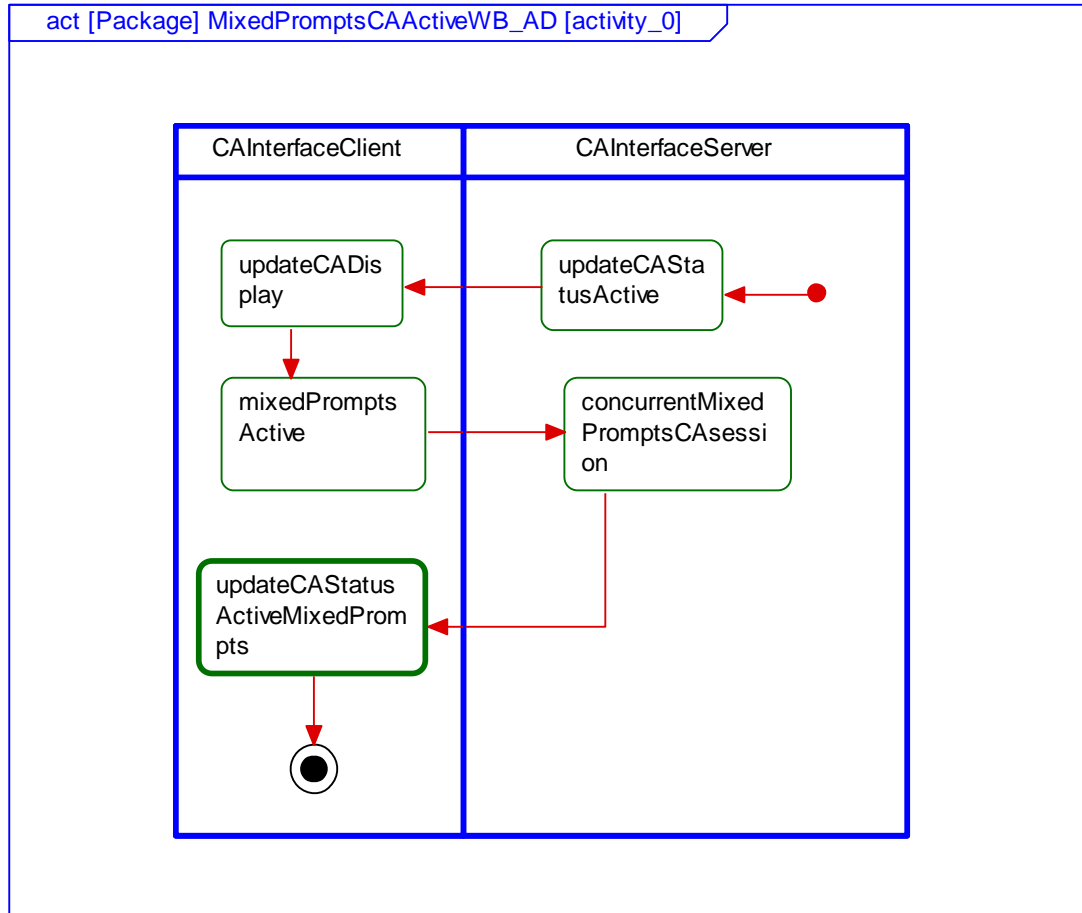 act [Package] MixedPromptsCAActiveWB_AD [activity_0]
CAInterfaceClient
CAInterfaceServer
updateCADis
play
updateCASta
tusActive
mixedPrompts
Active
concurrentMixed
PromptsCAsessi
on
updateCAStatus
ActiveMixedProm
pts